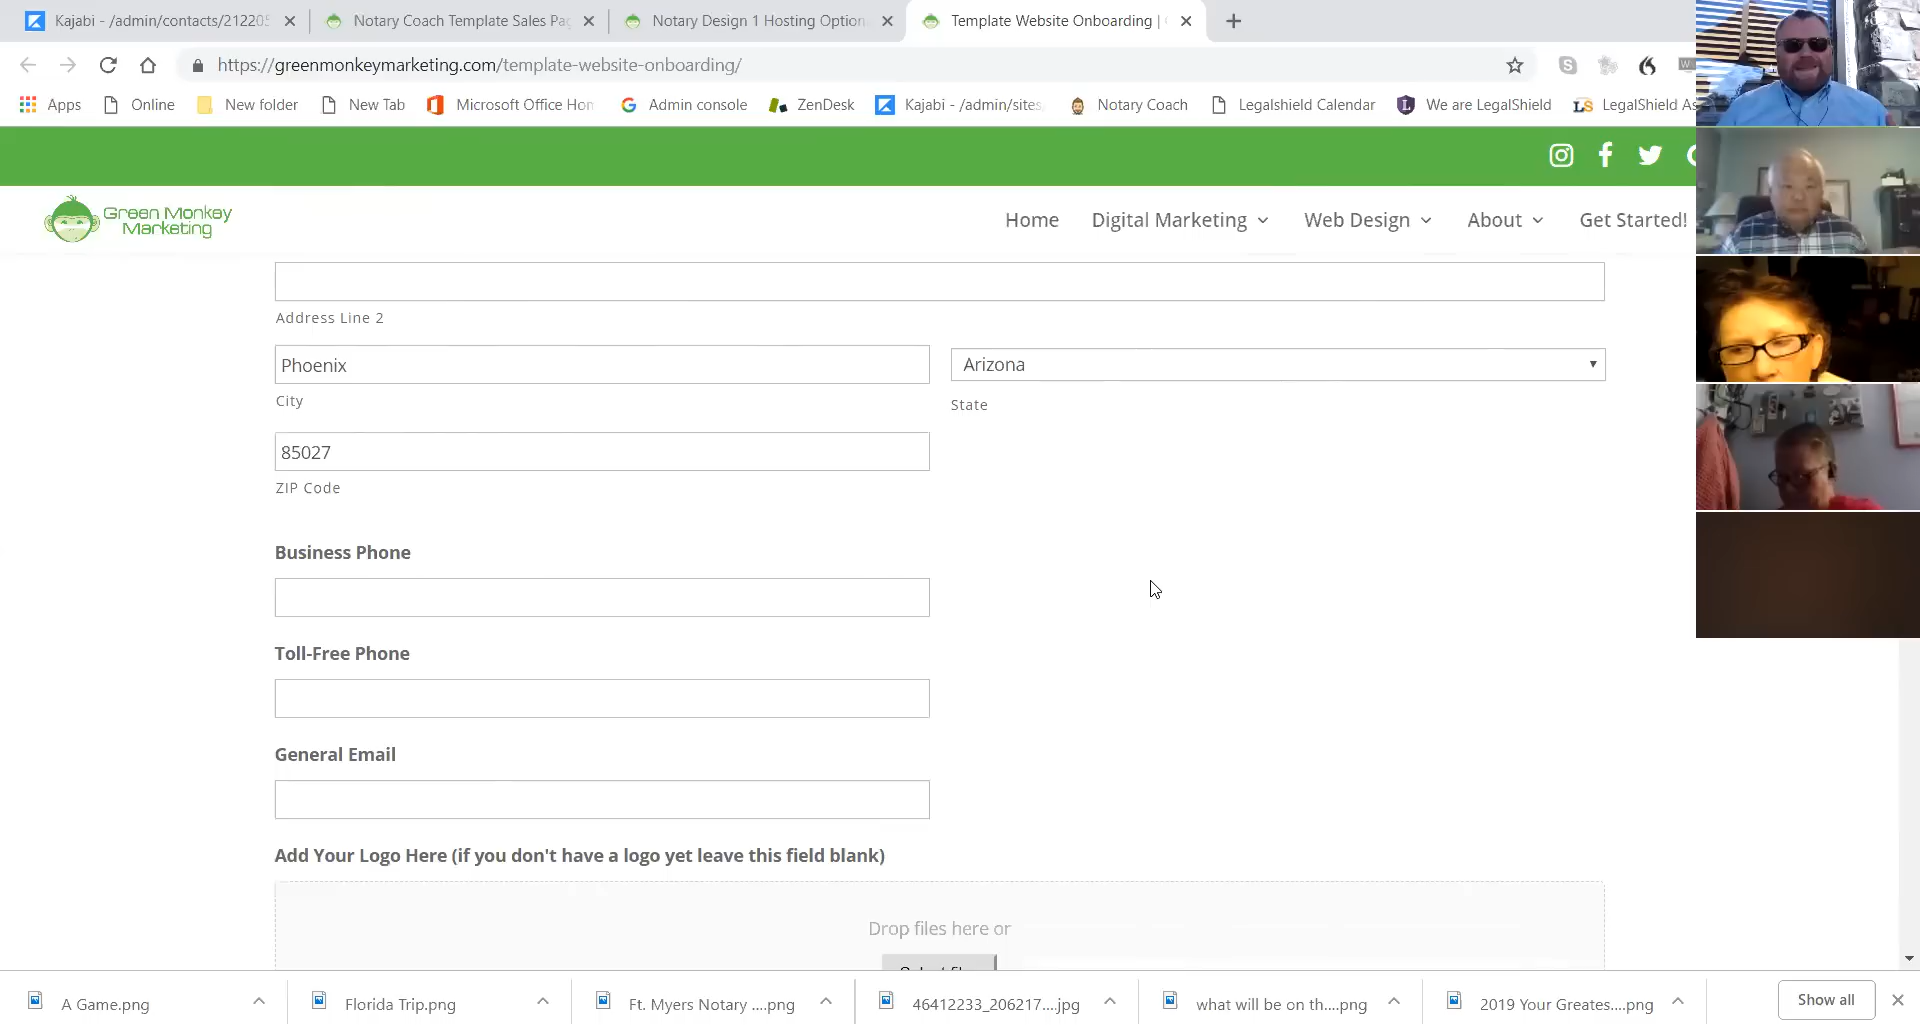 Kajabi - /admin/contacts/212205
Notary Coach Template Sales Pa
Notary Design 1 Hosting Option
Template Website Onboarding |
https://greenmonkeymarketing.com/template-website-onboarding/
Apps
Online
New folder
New Tab
Microsoft Office Hom
Admin console
ZenDesk
Kajabi - /admin/sites
Notary Coach
Legalshield Calendar
We are LegalShield
LegalShield As
Green Monkey
Marketing
Home
Digital Marketing
Web Design
About
Get Started!
Address Line 2
Phoenix
Arizona
City
State
85027
ZIP Code
Business Phone
Toll-Free Phone
General Email
Add Your Logo Here (if you don't have a logo yet leave this field blank)
Drop files here or
A Game.png
Florida Trip.png
Ft. Myers Notary ....png
46412233_206217....jpg
what will be on th....png
2019 Your Greates....png
Show all